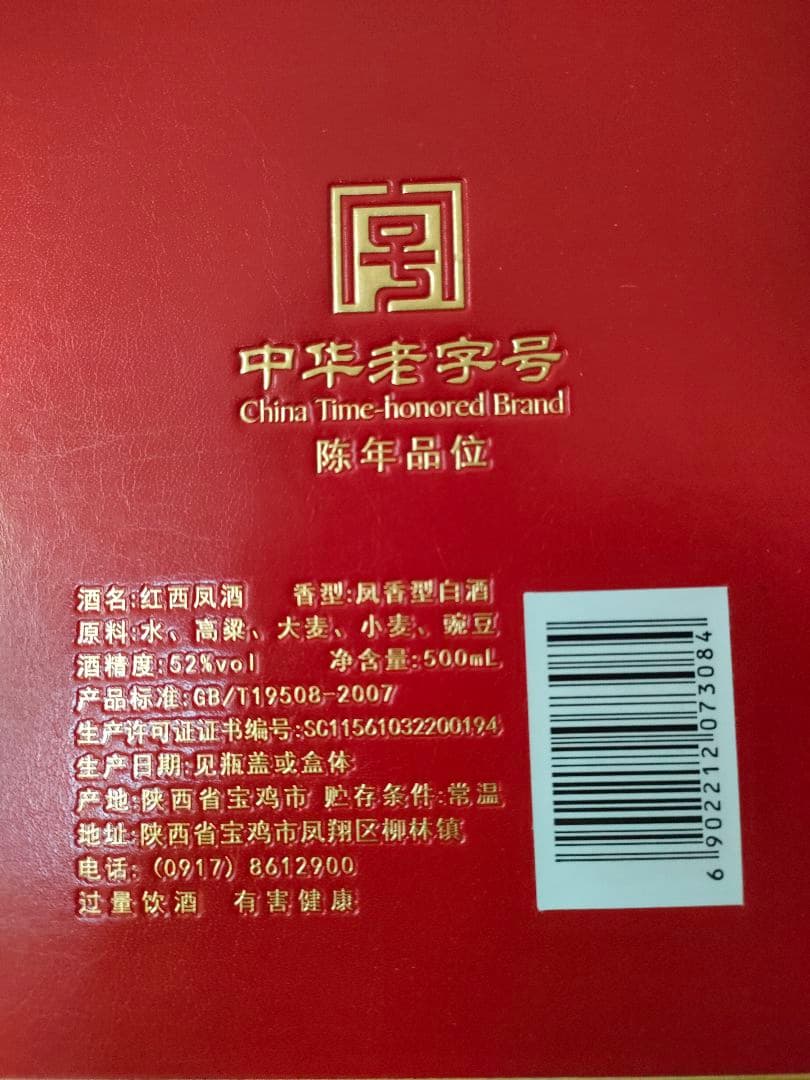 号
中华老字号
China Time-honored Brand
陈年品位
酒名:红西凤酒 香型:凤香型白酒
原料:水、高粱、大麦、小麦、豌豆
酒精度:52%vol 净含量:500mL
产品标准:GB/T19508-2007
生产许可证证书编号:SC11561032200194
生产日期:见瓶盖或盒体
产地:陕西省宝鸡市 贮存条件:常温
地址:陕西省宝鸡市凤翔区柳林镇
电话:(0917) 8612900
过量饮酒 有害健康
6902212073084